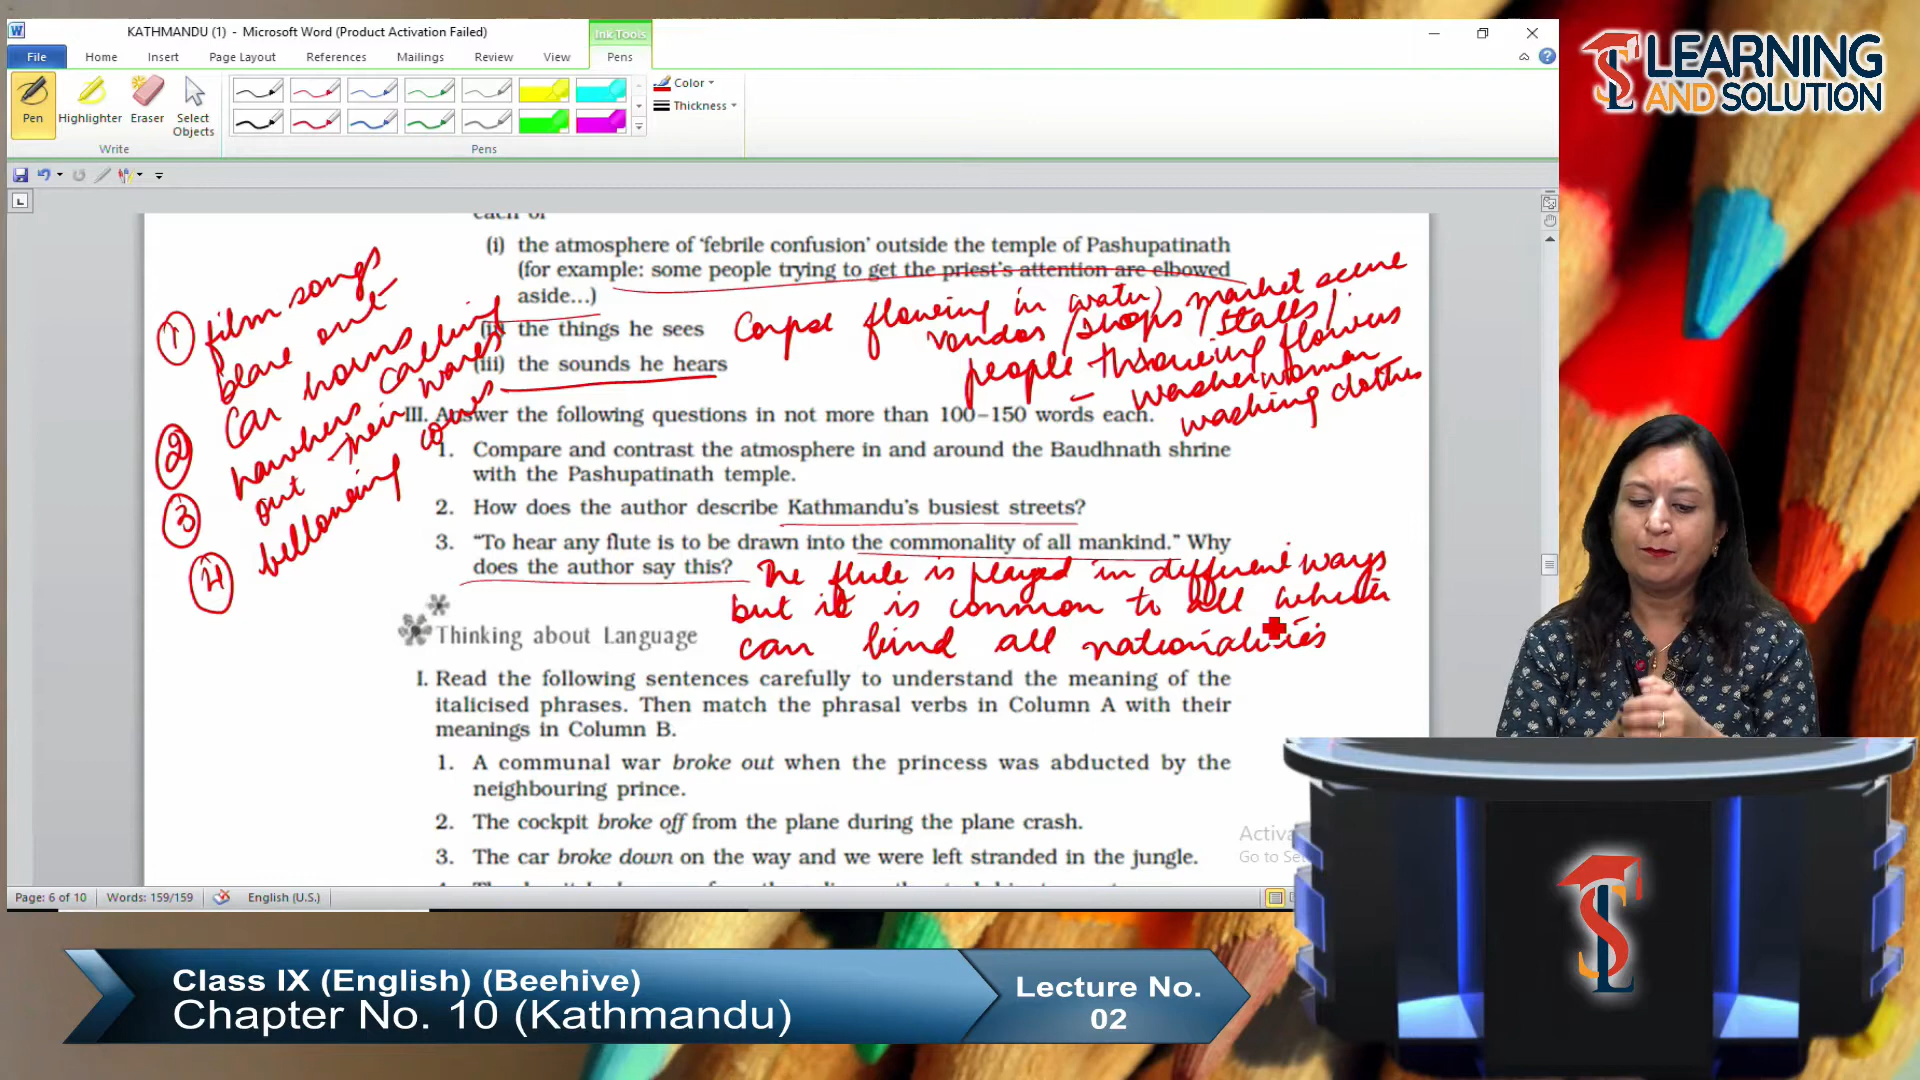 KATHMANDU (1) - Microsoft Word (Product Activation Failed)
Ink Tools
File Home Insert Page Layout References Mailings Review View Pens
Pen Highlighter Eraser Select Objects
Color
Thickness
Write
Pens
LEARNING
AND SOLUTION
each of
(i) the atmosphere of ‘febrile confusion’ outside the temple of Pashupatinath
(for example: some people trying to get the priest’s attention are elbowed
aside...)
(ii) the things he sees
(iii) the sounds he hears
Corpse flowing in water, market scene
vendors / shops / stalls /
people throwing flowers
– washerwoman
washing clothes
① film songs
blare out
② Car horns
③ hawkers calling
out their wares
④ bellowing cows
III. Answer the following questions in not more than 100–150 words each.
1. Compare and contrast the atmosphere in and around the Baudhnath shrine
with the Pashupatinath temple.
2. How does the author describe Kathmandu’s busiest streets?
3. “To hear any flute is to be drawn into the commonality of all mankind.” Why
does the author say this?
The flute is played in different ways
but it is common to all which
can bind all nationalities
Thinking about Language
I. Read the following sentences carefully to understand the meaning of the
italicised phrases. Then match the phrasal verbs in Column A with their
meanings in Column B.
1. A communal war broke out when the princess was abducted by the
neighbouring prince.
2. The cockpit broke off from the plane during the plane crash.
3. The car broke down on the way and we were left stranded in the jungle.
Page: 6 of 10 Words: 159/159 English (U.S.)
Class IX (English) (Beehive)
Chapter No. 10 (Kathmandu)
Lecture No.
02